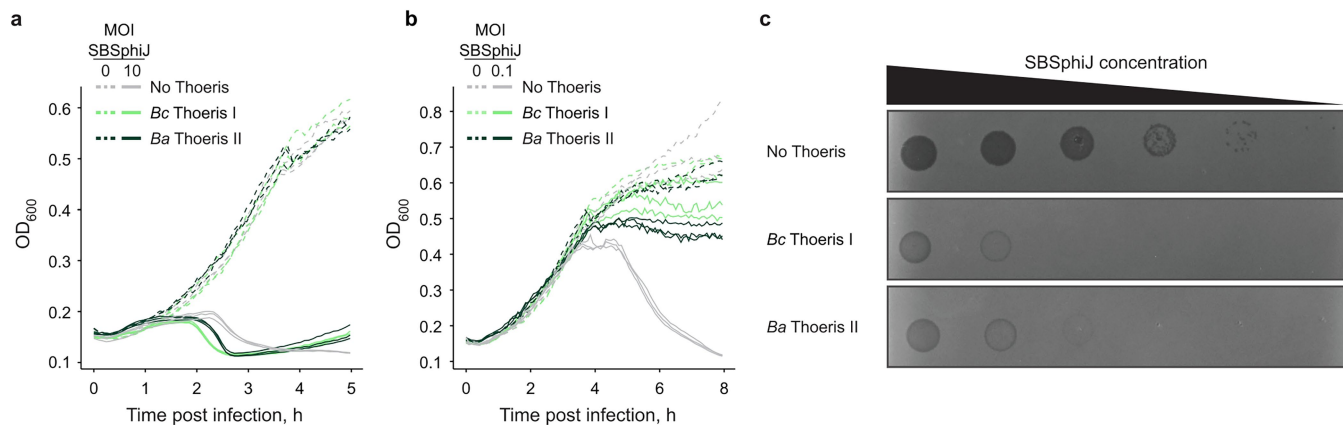 a
MOI
SBSphiJ
0 10
No Thoeris
Bc Thoeris I
Ba Thoeris II
OD600
0.6
0.5
0.4
0.3
0.2
0.1
0 1 2 3 4 5
Time post infection, h
b
MOI
SBSphiJ
0 0.1
No Thoeris
Bc Thoeris I
Ba Thoeris II
OD600
0.8
0.7
0.6
0.5
0.4
0.3
0.2
0.1
0 2 4 6 8
Time post infection, h
c
SBSphiJ concentration
No Thoeris
Bc Thoeris I
Ba Thoeris II